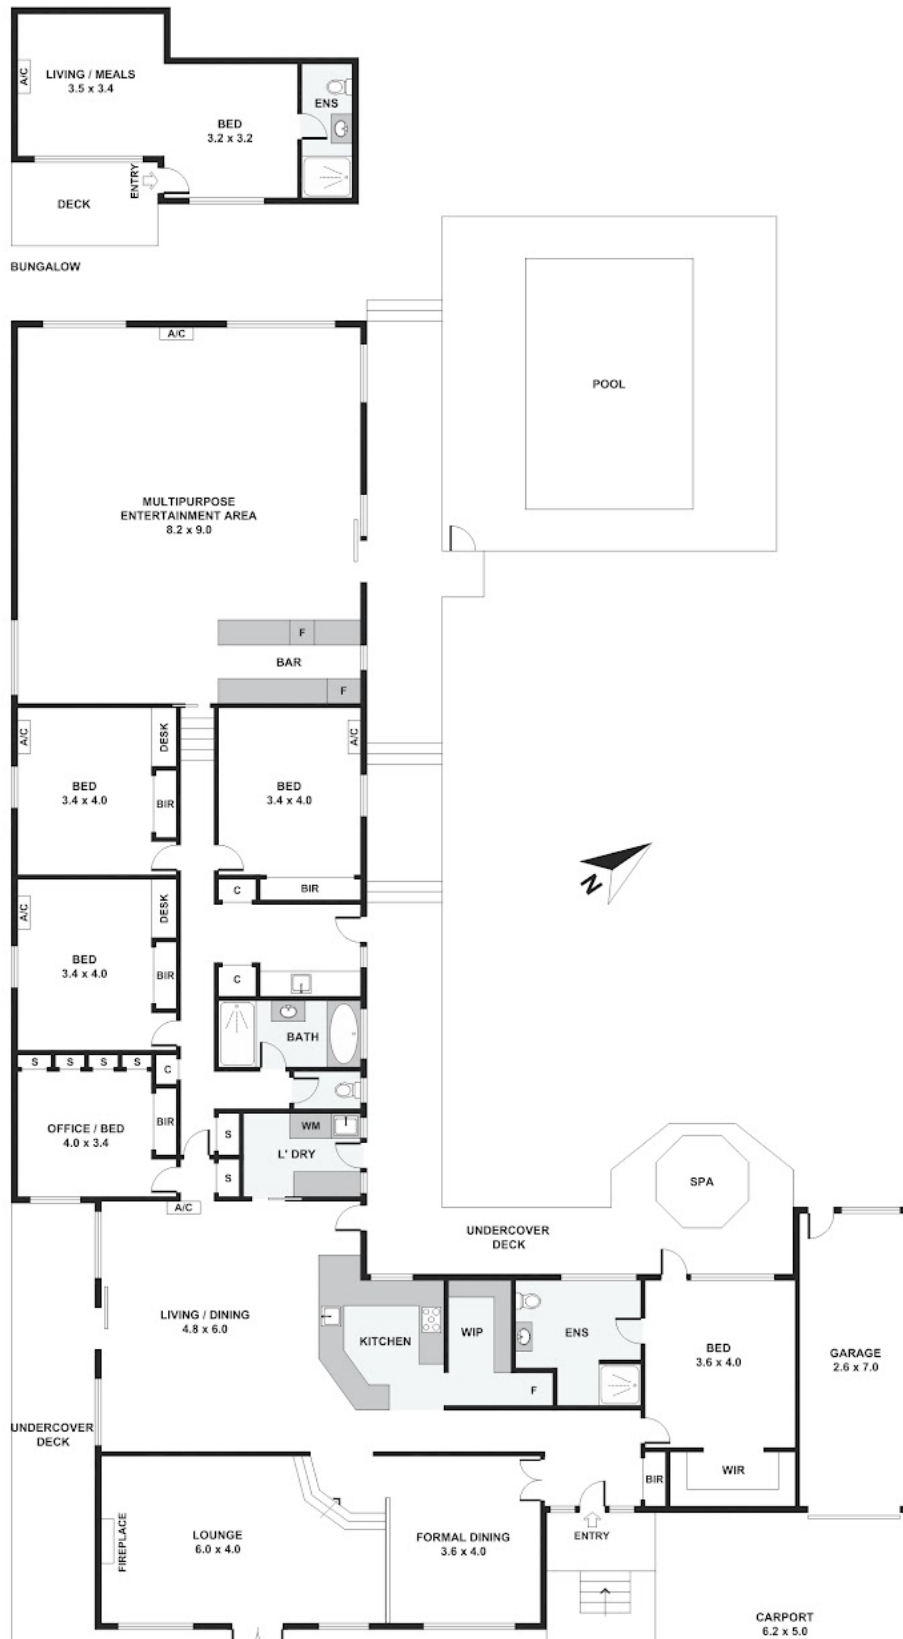 LIVING / MEALS
3.5 x 3.4
A/C
BED
3.2 x 3.2
ENS
ENTRY
DECK
BUNGALOW
A/C
POOL
MULTIPURPOSE
ENTERTAINMENT AREA
8.2 x 9.0
F
BAR
F
A/C
DESK
A/C
BED
3.4 x 4.0
BIR
BED
3.4 x 4.0
N
C
BIR
A/C
DESK
BED
3.4 x 4.0
BIR
C
BATH
S
S
S
S
C
OFFICE / BED
4.0 x 3.4
BIR
S
WM
L' DRY
S
A/C
SPA
UNDERCOVER
DECK
LIVING / DINING
4.8 x 6.0
KITCHEN
WIP
ENS
BED
3.6 x 4.0
GARAGE
2.6 x 7.0
F
UNDERCOVER
DECK
BIR
WIR
FIREPLACE
LOUNGE
6.0 x 4.0
FORMAL DINING
3.6 x 4.0
ENTRY
CARPORT
6.2 x 5.0